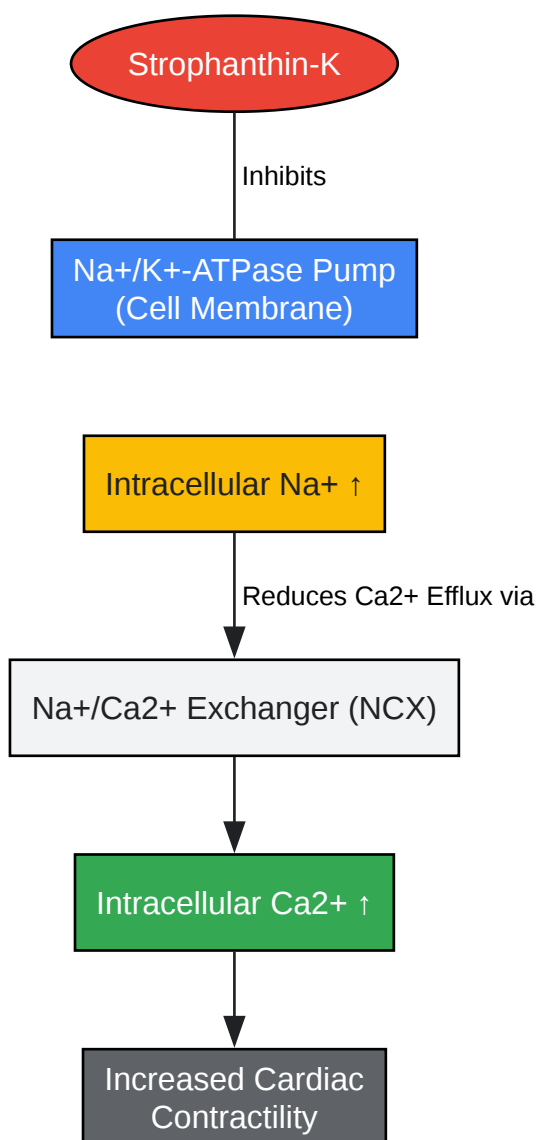 Strophanthin-K
Inhibits
Na+/K+-ATPase Pump
(Cell Membrane)
Intracellular Na+ ↑
Reduces Ca2+ Efflux via
Na+/Ca2+ Exchanger (NCX)
Intracellular Ca2+ ↑
Increased Cardiac
Contractility